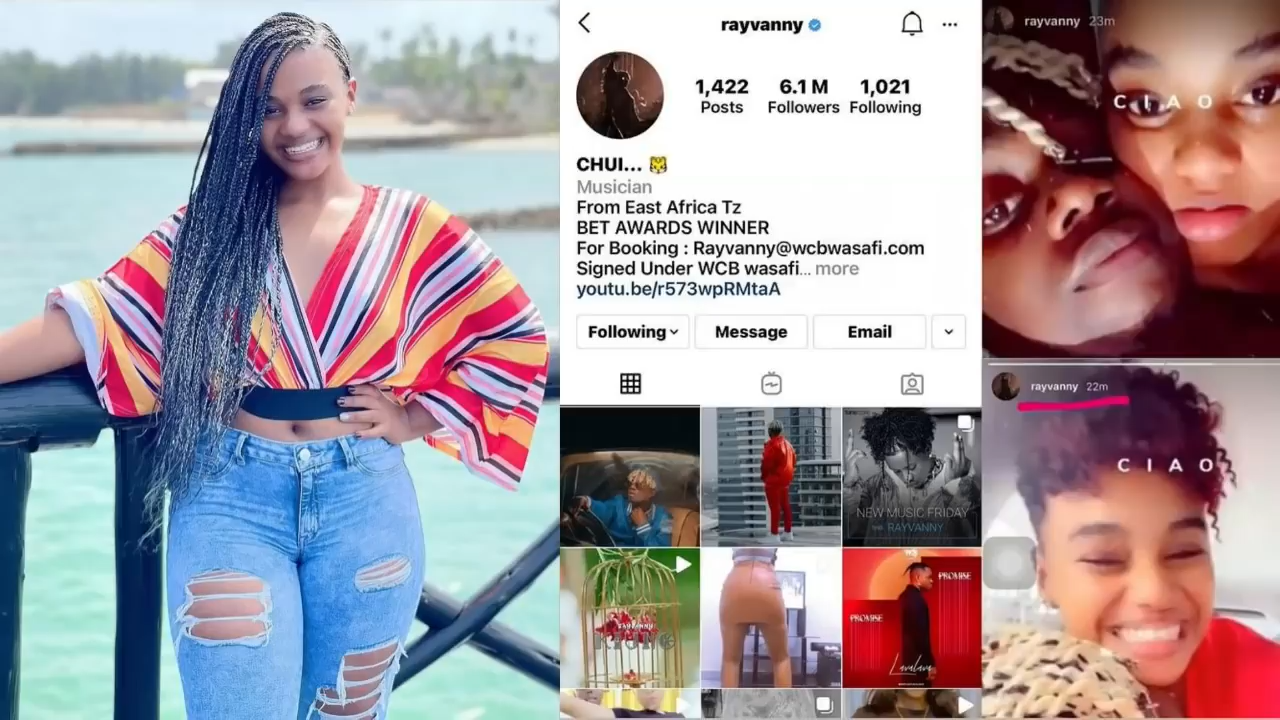 rayvanny
1,422
Posts
6.1 M
Followers
1,021
Following
CHUI... 🐯
Musician
From East Africa Tz
BET AWARDS WINNER
For Booking : Rayvanny@wcbwasafi.com
Signed Under WCB wasafi... more
youtu.be/r573wpRMtaA
Following
Message
Email
NEW MUSIC FRIDAY
RAYVANNY
PROMISE
PROMISE
Lavalava
rayvanny 23m
CIAO
rayvanny 22m
CIAO